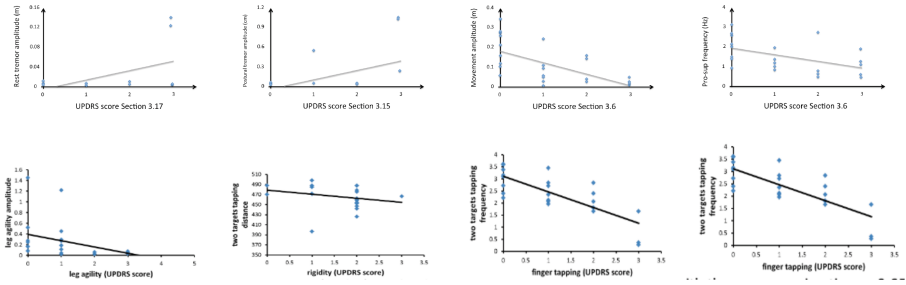 0.16
0.12
0.08
0.04
0
0 1 2 3
Rest tremor amplitude (m)
UPDRS score Section 3.17
1.5
1.2
0.9
0.6
0.3
0
0 1 2 3
Postural tremor amplitude (cm)
UPDRS score Section 3.15
0.4
0.3
0.2
0.1
0
0 1 2 3
Movement amplitude (m)
UPDRS score Section 3.6
4
3
2
1
0
0 1 2 3
Pro-sup frequency (Hz)
UPDRS score Section 3.6
1.6
1.4
1.2
1
0.8
0.6
0.4
0.2
0
0 1 2 3 4 5
leg agility amplitude
leg agility (UPDRS score)
510
490
470
450
430
410
390
370
350
0 0.5 1 1.5 2 2.5 3 3.5
two targets tapping
distance
rigidity (UPDRS score)
4
3.5
3
2.5
2
1.5
1
0.5
0
0 0.5 1 1.5 2 2.5 3 3.5
two targets tapping
frequency
finger tapping (UPDRS score)
4
3.5
3
2.5
2
1.5
1
0.5
0
0 0.5 1 1.5 2 2.5 3 3.5
two targets tapping
frequency
finger tapping (UPDRS score)